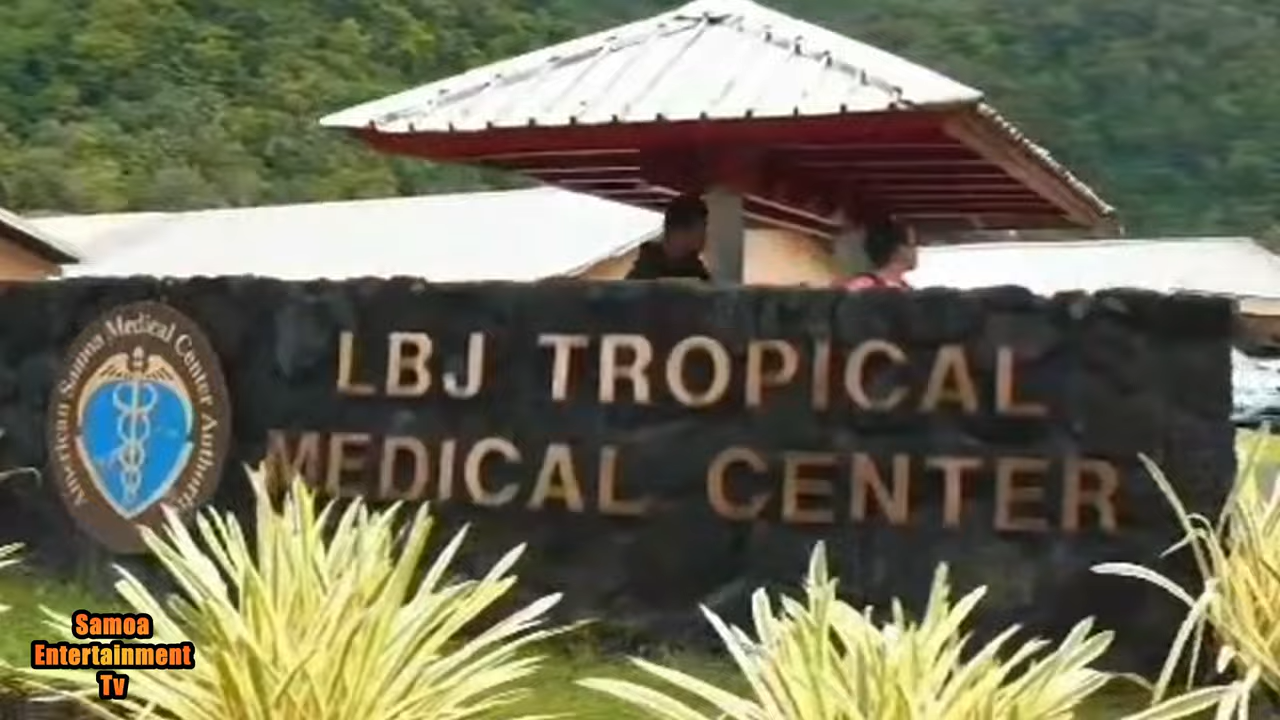 American Samoa Medical Center Authority
LBJ TROPICAL
MEDICAL CENTER
Samoa
Entertainment
Tv